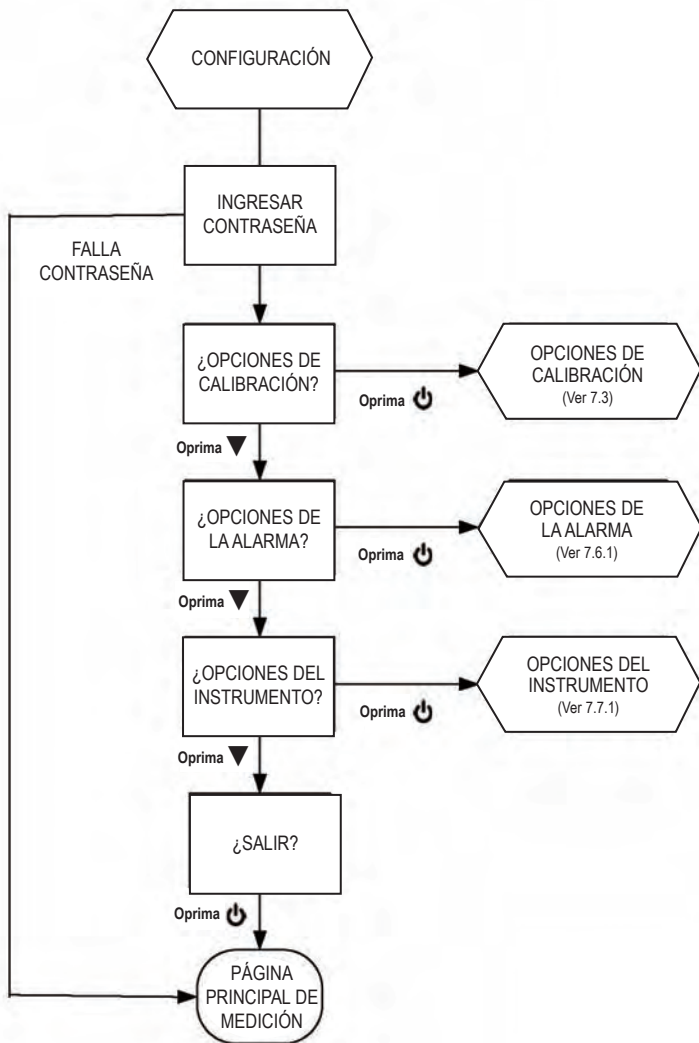 CONFIGURACIÓN
INGRESAR
CONTRASEÑA
FALLA
CONTRASEÑA
¿OPCIONES DE
CALIBRACIÓN?
Oprima
OPCIONES DE
CALIBRACIÓN
(Ver 7.3)
Oprima
¿OPCIONES DE
LA ALARMA?
Oprima
OPCIONES DE
LA ALARMA
(Ver 7.6.1)
Oprima
¿OPCIONES DEL
INSTRUMENTO?
Oprima
OPCIONES DEL
INSTRUMENTO
(Ver 7.7.1)
Oprima
¿SALIR?
Oprima
PÁGINA
PRINCIPAL DE
MEDICIÓN